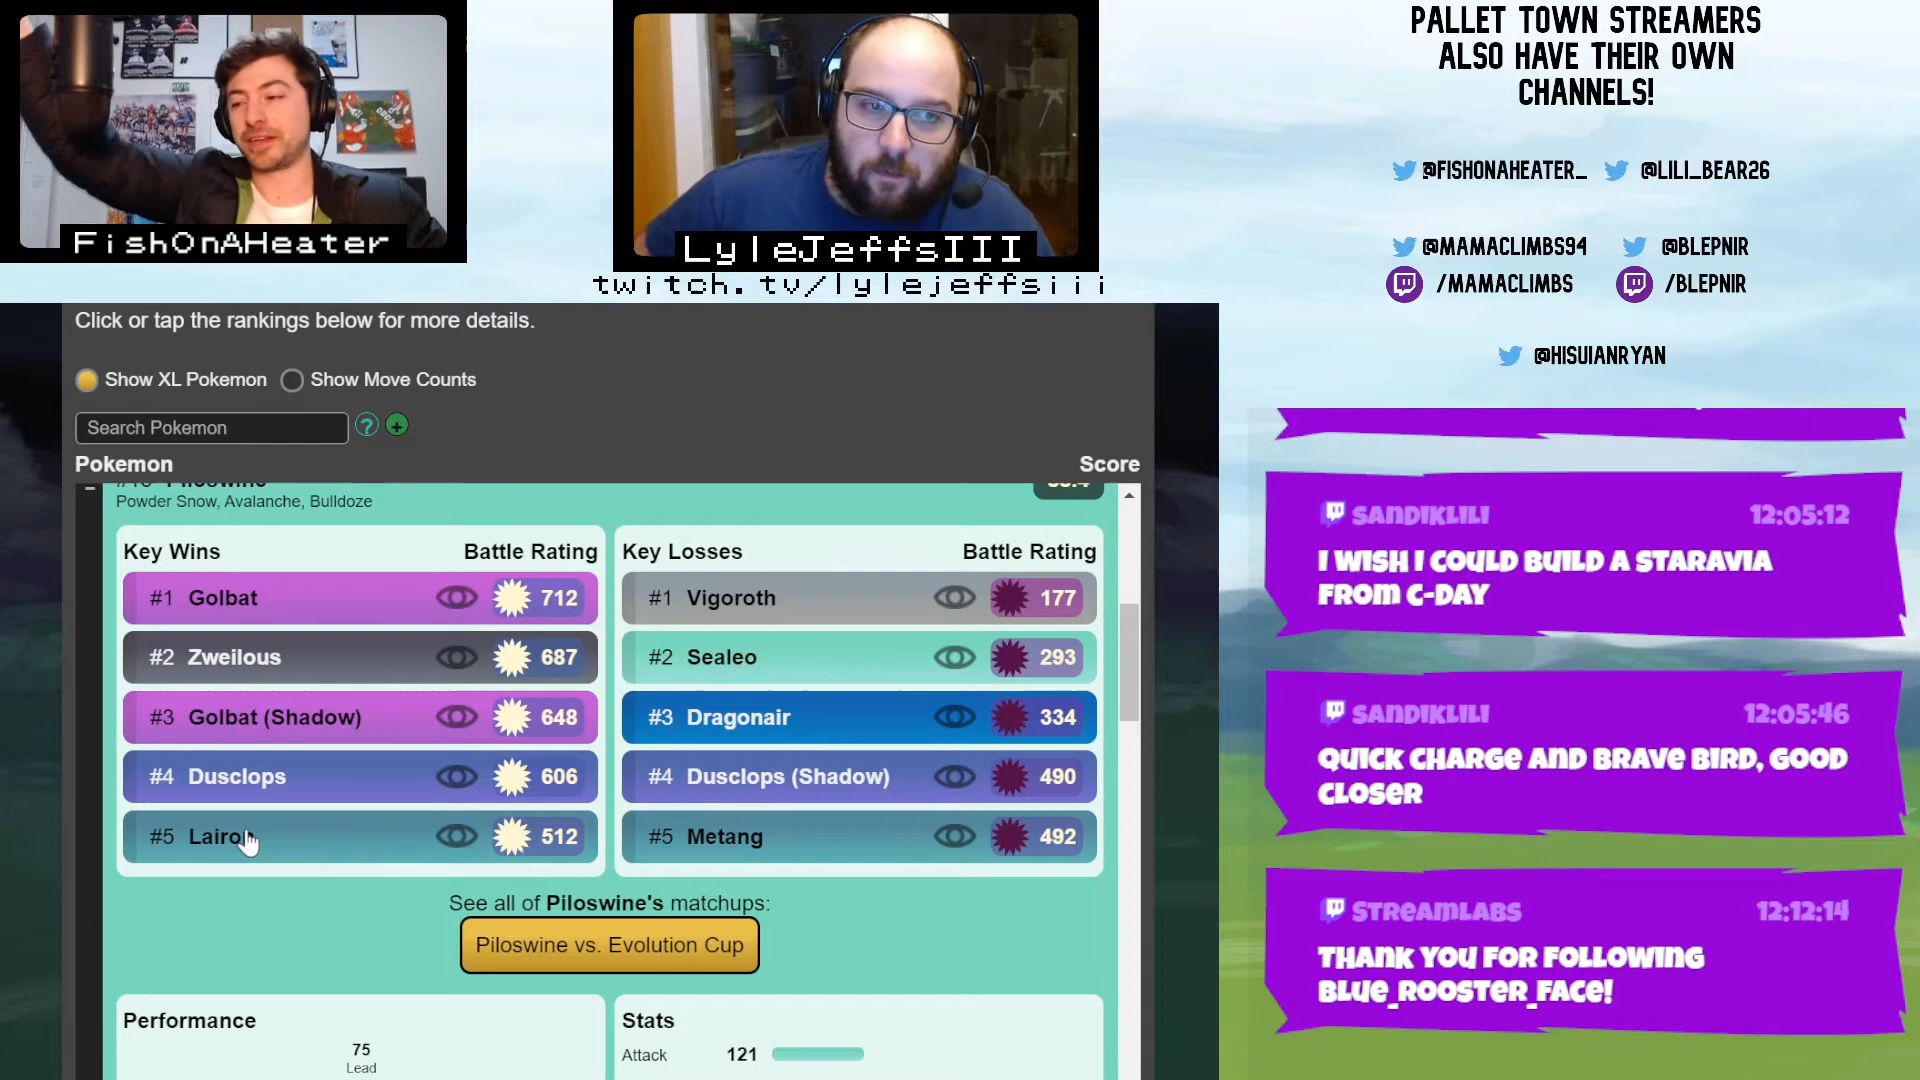 PALLET TOWN STREAMERS
ALSO HAVE THEIR OWN
CHANNELS!
@FISHONAHEATER_ @LILI_BEAR26
@MAMACLIMBS94 @BLEPNIR
/MAMACLIMBS /BLEPNIR
@HISUIANRYAN
FishOnAHeater
LyleJeffsIII
twitch.tv/lylejeffsiii
Click or tap the rankings below for more details.
Show XL Pokemon Show Move Counts
Search Pokemon ? +
Pokemon Score
Powder Snow, Avalanche, Bulldoze
Key Wins Battle Rating
#1 Golbat 712
#2 Zweilous 687
#3 Golbat (Shadow) 648
#4 Dusclops 606
#5 Lairon 512
Key Losses Battle Rating
#1 Vigoroth 177
#2 Sealeo 293
#3 Dragonair 334
#4 Dusclops (Shadow) 490
#5 Metang 492
See all of Piloswine's matchups:
Piloswine vs. Evolution Cup
Performance
75
Lead
Stats
Attack 121
SANDIKLILI 12:05:12
I WISH I COULD BUILD A STARAVIA
FROM C-DAY
SANDIKLILI 12:05:46
QUICK CHARGE AND BRAVE BIRD, GOOD
CLOSER
STREAMLABS 12:12:14
THANK YOU FOR FOLLOWING
BLUE_ROOSTER_FACE!